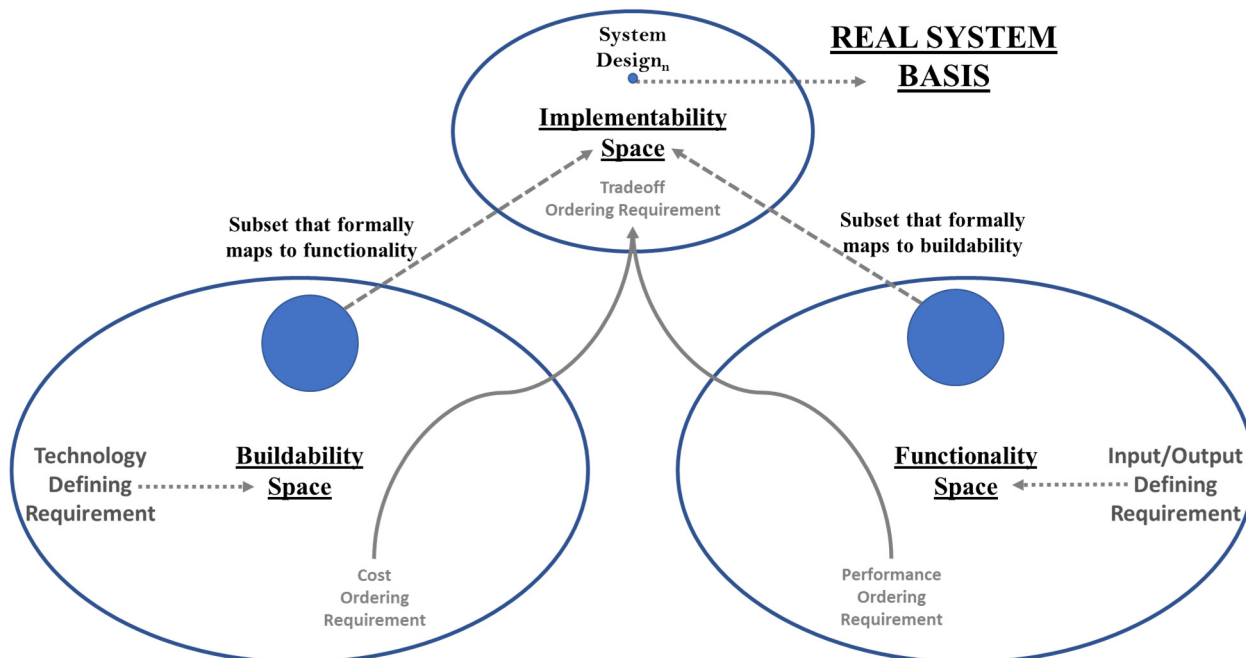 System
Designₙ
REAL SYSTEM
BASIS
Implementability
Space
Tradeoff
Ordering Requirement
Subset that formally
maps to functionality
Subset that formally
maps to buildability
Technology
Defining
Requirement
Buildability
Space
Cost
Ordering
Requirement
Functionality
Space
Input/Output
Defining
Requirement
Performance
Ordering
Requirement